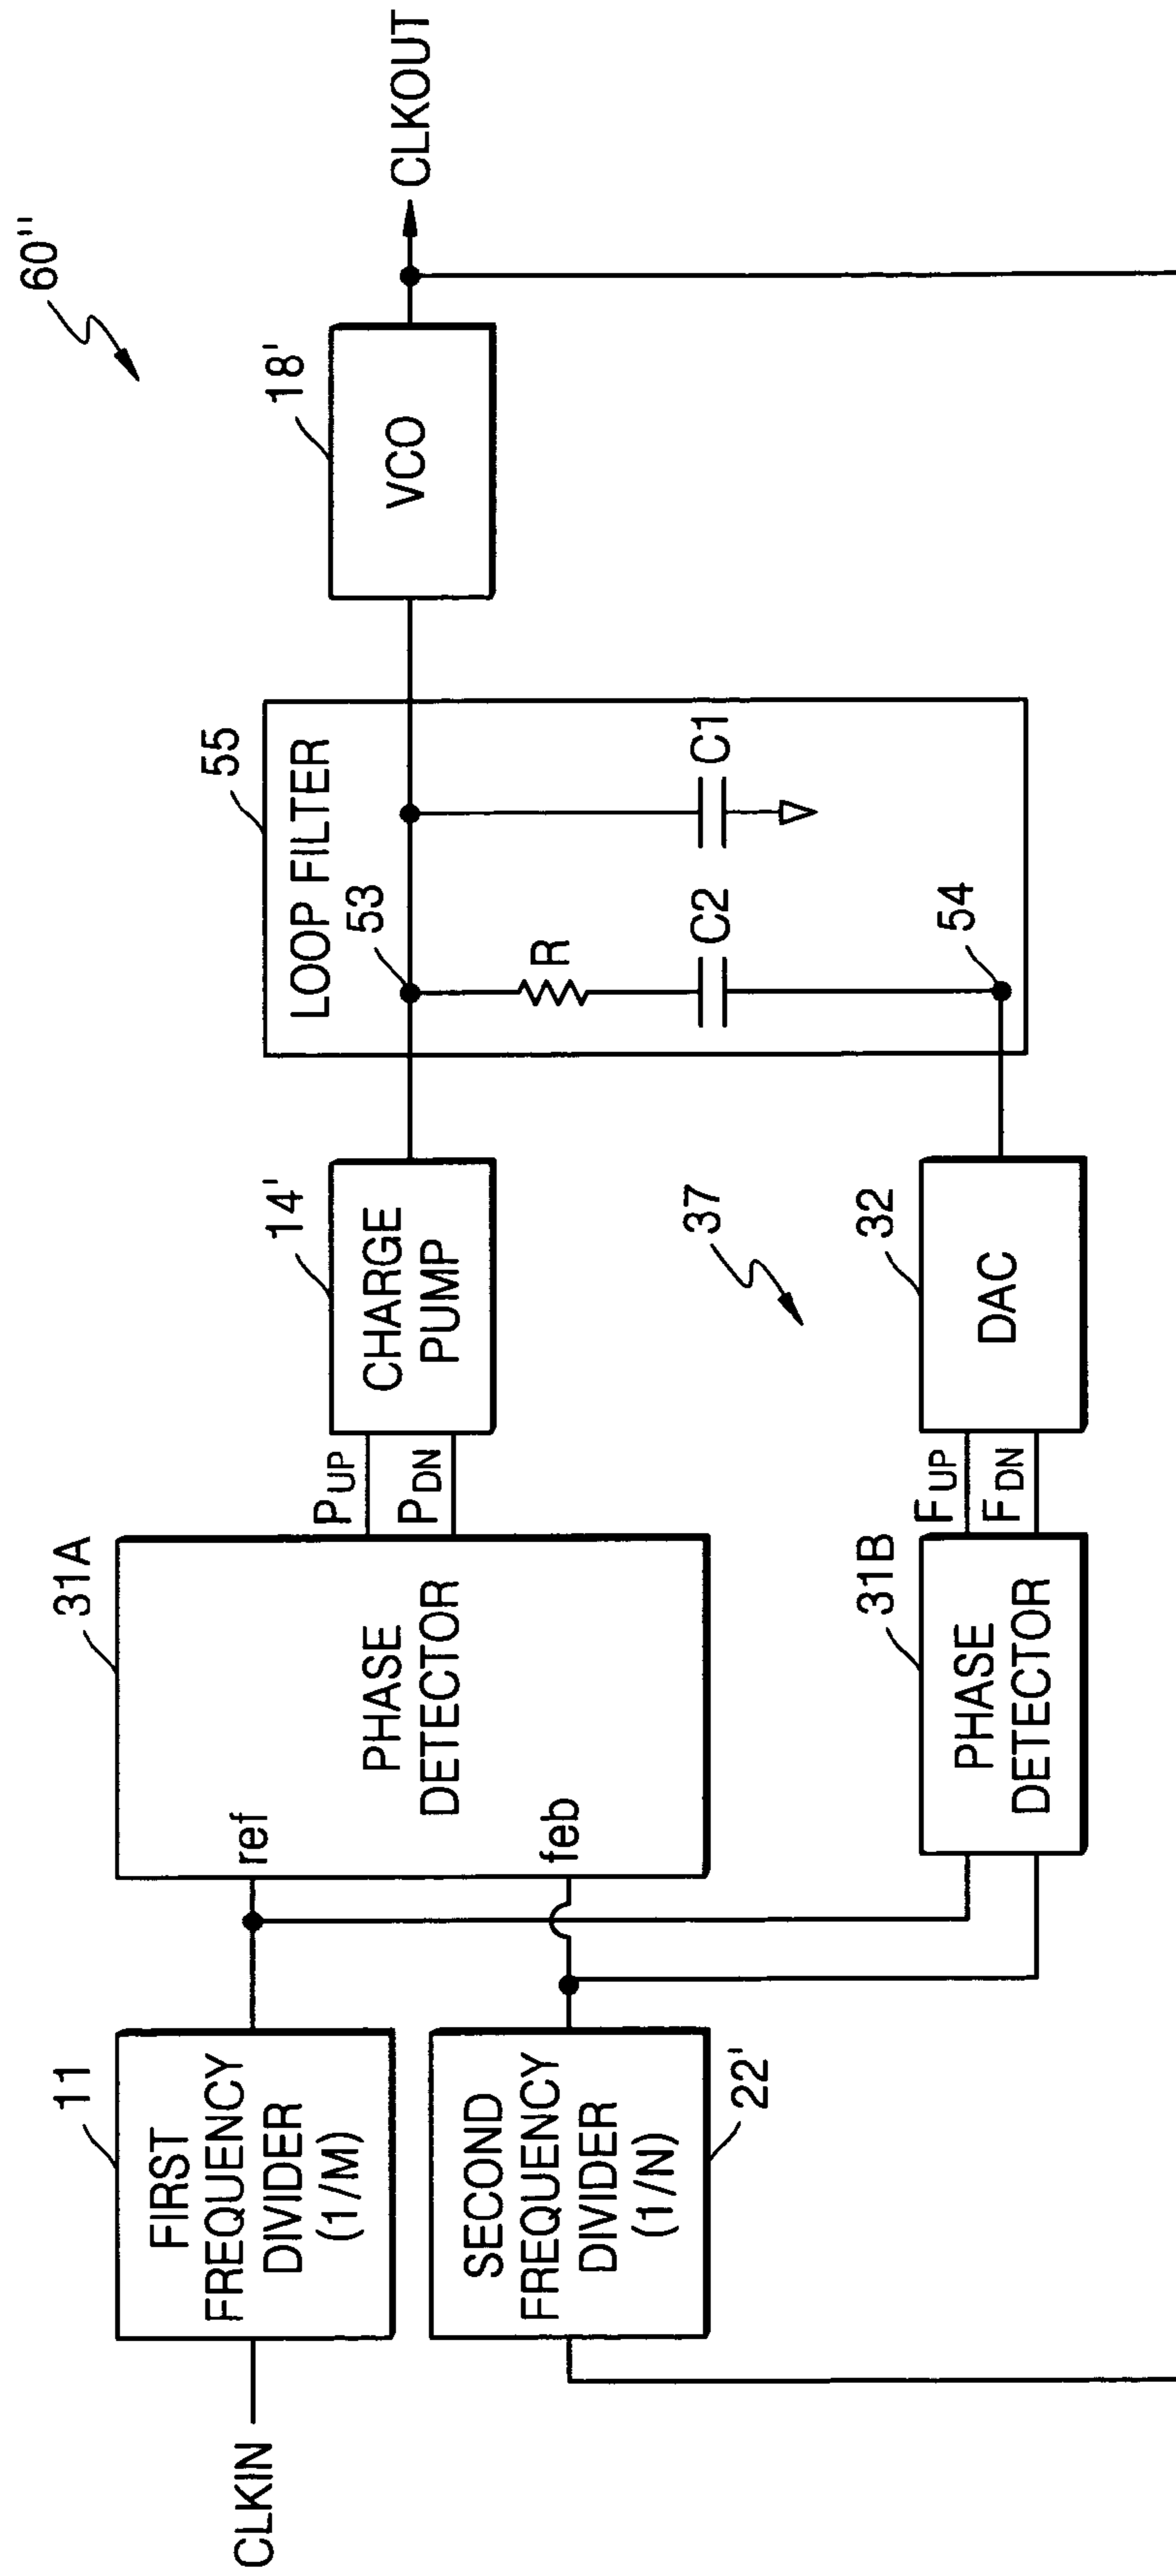 60''
CLKIN
11
FIRST
FREQUENCY
DIVIDER
(1/M)
SECOND
FREQUENCY
DIVIDER
(1/N)
22'
31A
ref
feb
PHASE
DETECTOR
PUP
PDN
14'
CHARGE
PUMP
55
LOOP FILTER
53
R
C2
C1
54
18'
VCO
CLKOUT
37
31B
PHASE
DETECTOR
FUP
FDN
32
DAC